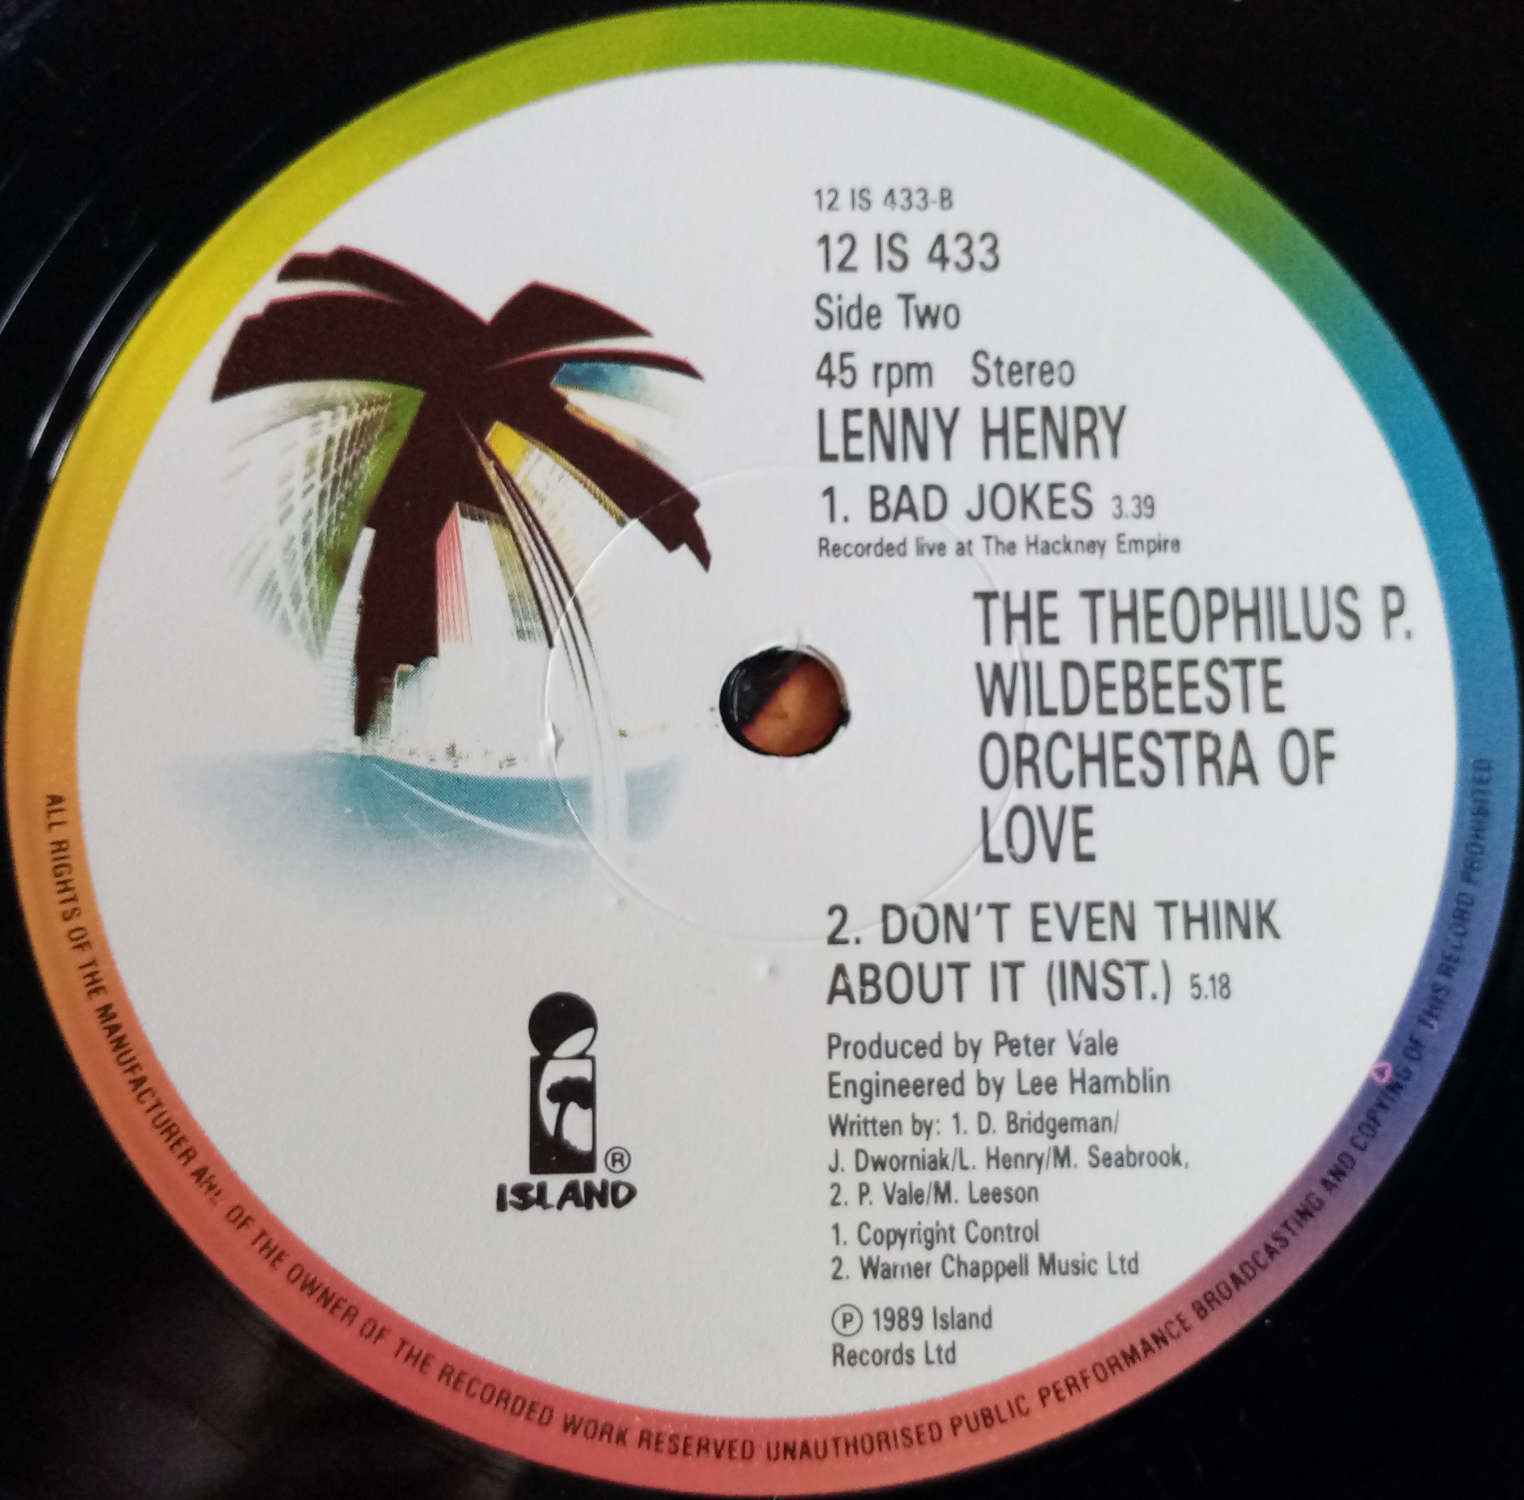 12 IS 433-B
12 IS 433
Side Two
45 rpm Stereo
LENNY HENRY
1. BAD JOKES 3.39
Recorded live at The Hackney Empire
THE THEOPHILUS P.
WILDEBEESTE
ORCHESTRA OF
LOVE
2. DON'T EVEN THINK
ABOUT IT (INST.) 5.18
Produced by Peter Vale
Engineered by Lee Hamblin
Written by: 1. D. Bridgeman/
J. Dworniak/L. Henry/M. Seabrook,
2. P. Vale/M. Leeson
1. Copyright Control
2. Warner Chappell Music Ltd
Ⓟ 1989 Island
Records Ltd
®
ISLAND
ALL RIGHTS OF THE MANUFACTURER AND OF THE OWNER OF THE RECORDED WORK RESERVED UNAUTHORISED PUBLIC PERFORMANCE BROADCASTING AND COPYING OF THIS RECORD PROHIBITED